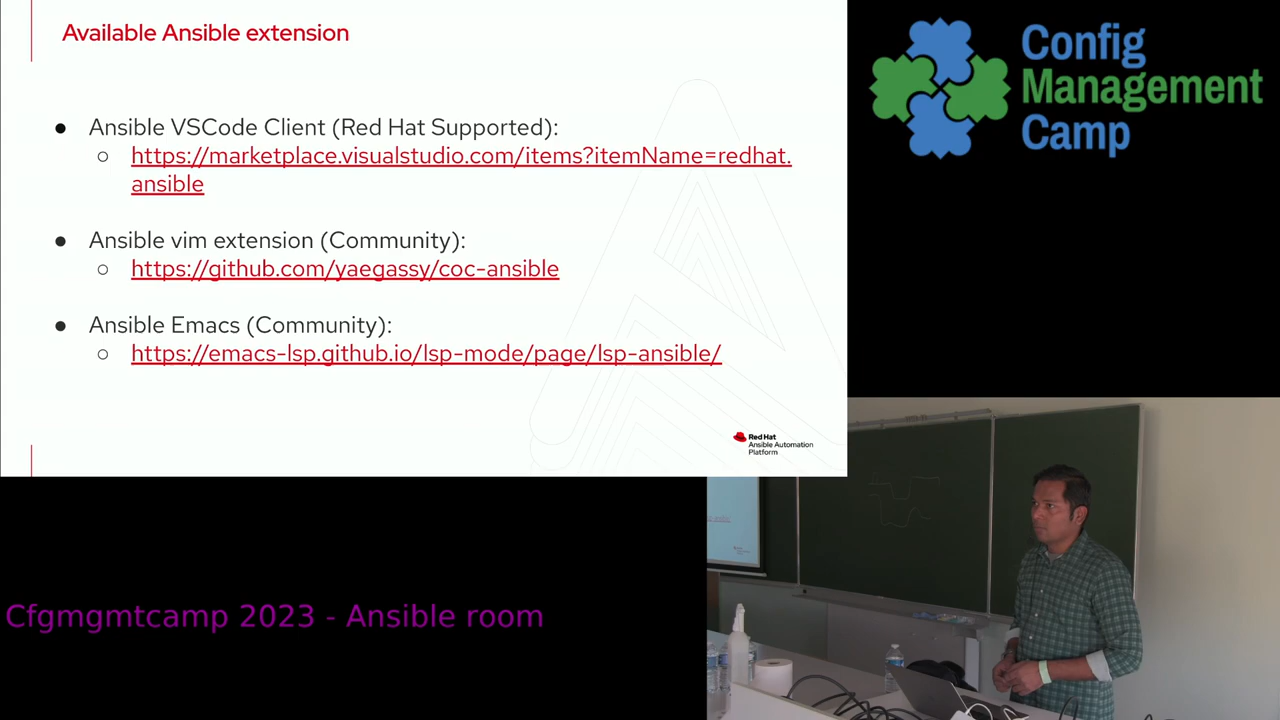 Available Ansible extension
● Ansible VSCode Client (Red Hat Supported):
○ https://marketplace.visualstudio.com/items?itemName=redhat.
ansible
● Ansible vim extension (Community):
○ https://github.com/yaegassy/coc-ansible
● Ansible Emacs (Community):
○ https://emacs-lsp.github.io/lsp-mode/page/lsp-ansible/
Red Hat
Ansible Automation
Platform
Config
Management
Camp
Cfgmgmtcamp 2023 - Ansible room